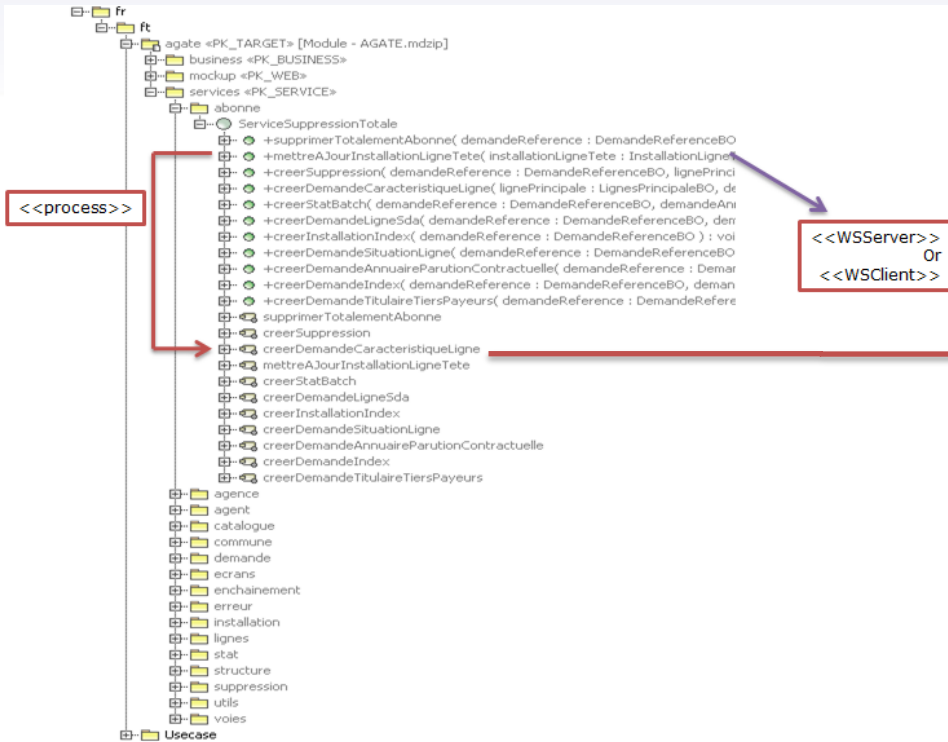 fr
ft
agate «PK_TARGET» [Module - AGATE.mdzip]
business «PK_BUSINESS»
mockup «PK_WEB»
services «PK_SERVICE»
abonne
ServiceSuppressionTotale
+supprimerTotalementAbonne( demandeReference : DemandeReferenceBO
+mettreAJourInstallationLigneTete( installationLigneTete : InstallationLigne
+creerSuppression( demandeReference : DemandeReferenceBO, lignePrinci
+creerDemandeCaracteristiqueLigne( lignePrincipale : LignesPrincipaleBO, de
<<process>>
+creerStatBatch( demandeReference : DemandeReferenceBO, demandeAnn
+creerDemandeLigneSda( demandeReference : DemandeReferenceBO, dem
+creerInstallationIndex( demandeReference : DemandeReferenceBO ) : voi
<<WSServer>>
Or
<<WSClient>>
+creerDemandeSituationLigne( demandeReference : DemandeReferenceBO
+creerDemandeAnnuaireParutionContractuelle( demandeReference : Demar
+creerDemandeIndex( demandeReference : DemandeReferenceBO, deman
+creerDemandeTitulaireTiersPayeurs( demandeReference : DemandeRefere
supprimerTotalementAbonne
creerSuppression
creerDemandeCaracteristiqueLigne
mettreAJourInstallationLigneTete
creerStatBatch
creerDemandeLigneSda
creerInstallationIndex
creerDemandeSituationLigne
creerDemandeAnnuaireParutionContractuelle
creerDemandeIndex
creerDemandeTitulaireTiersPayeurs
agence
agent
catalogue
commune
demande
ecrans
enchainement
erreur
installation
lignes
stat
structure
suppression
utils
voies
Usecase